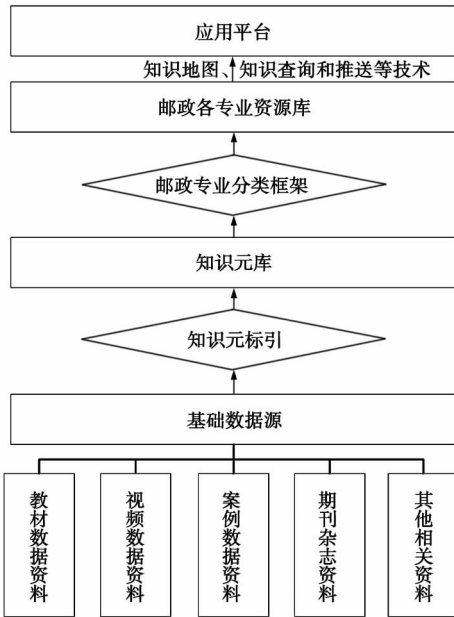 应用平台
知识地图、知识查询和推送等技术
邮政各专业资源库
邮政专业分类框架
知识元库
知识元标引
基础数据源
教材数据资料
视频数据资料
案例数据资料
期刊杂志资料
其他相关资料